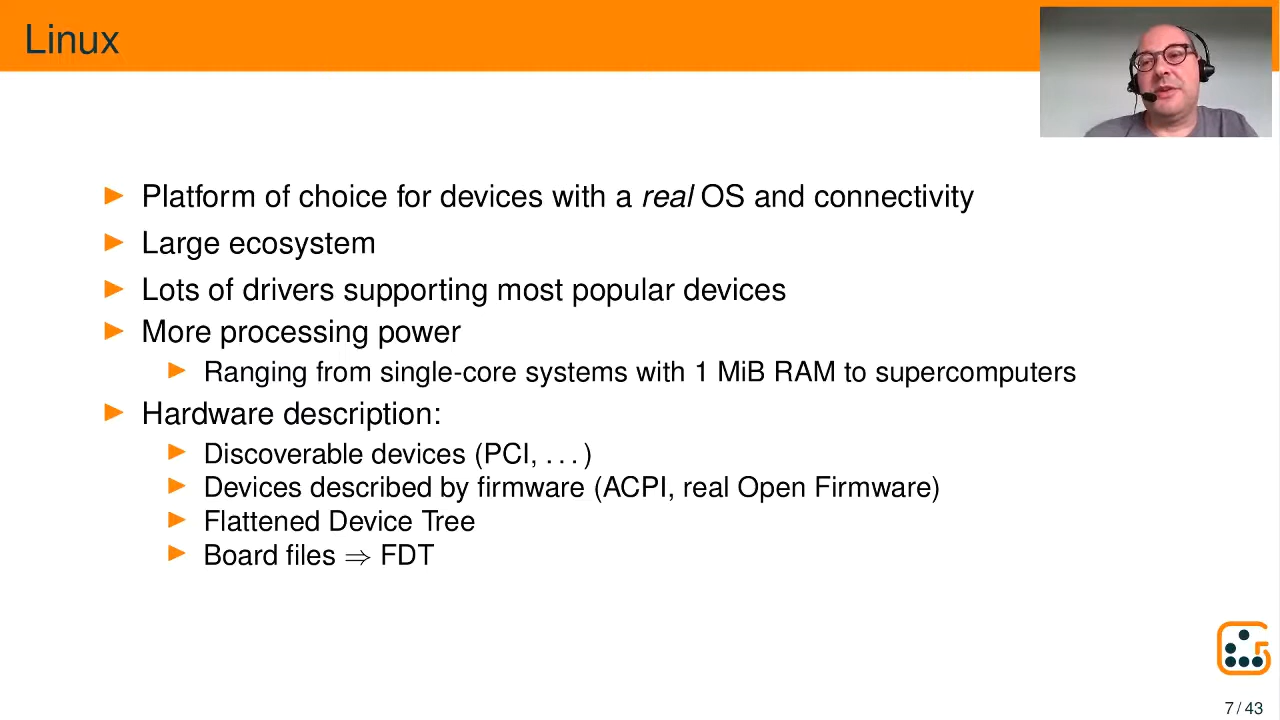 Linux
Platform of choice for devices with a real OS and connectivity
Large ecosystem
Lots of drivers supporting most popular devices
More processing power
Ranging from single-core systems with 1 MiB RAM to supercomputers
Hardware description:
Discoverable devices (PCI, . . . )
Devices described by firmware (ACPI, real Open Firmware)
Flattened Device Tree
Board files ⇒ FDT
7 / 43